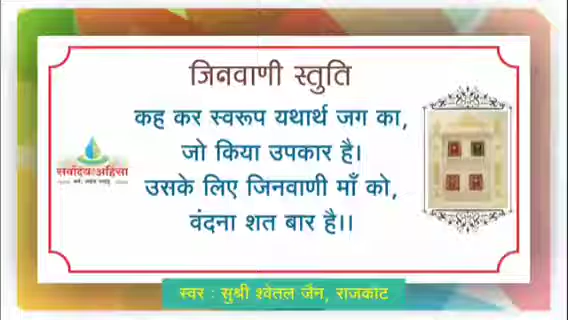 जिनवाणी स्तुति
कह कर स्वरूप यथार्थ जग का,
जो किया उपकार है।
उसके लिए जिनवाणी माँ को,
वंदना शत बार है।।
सर्वोदय अहिंसा
स्वर : सुश्री श्वेतल जैन, राजकोट